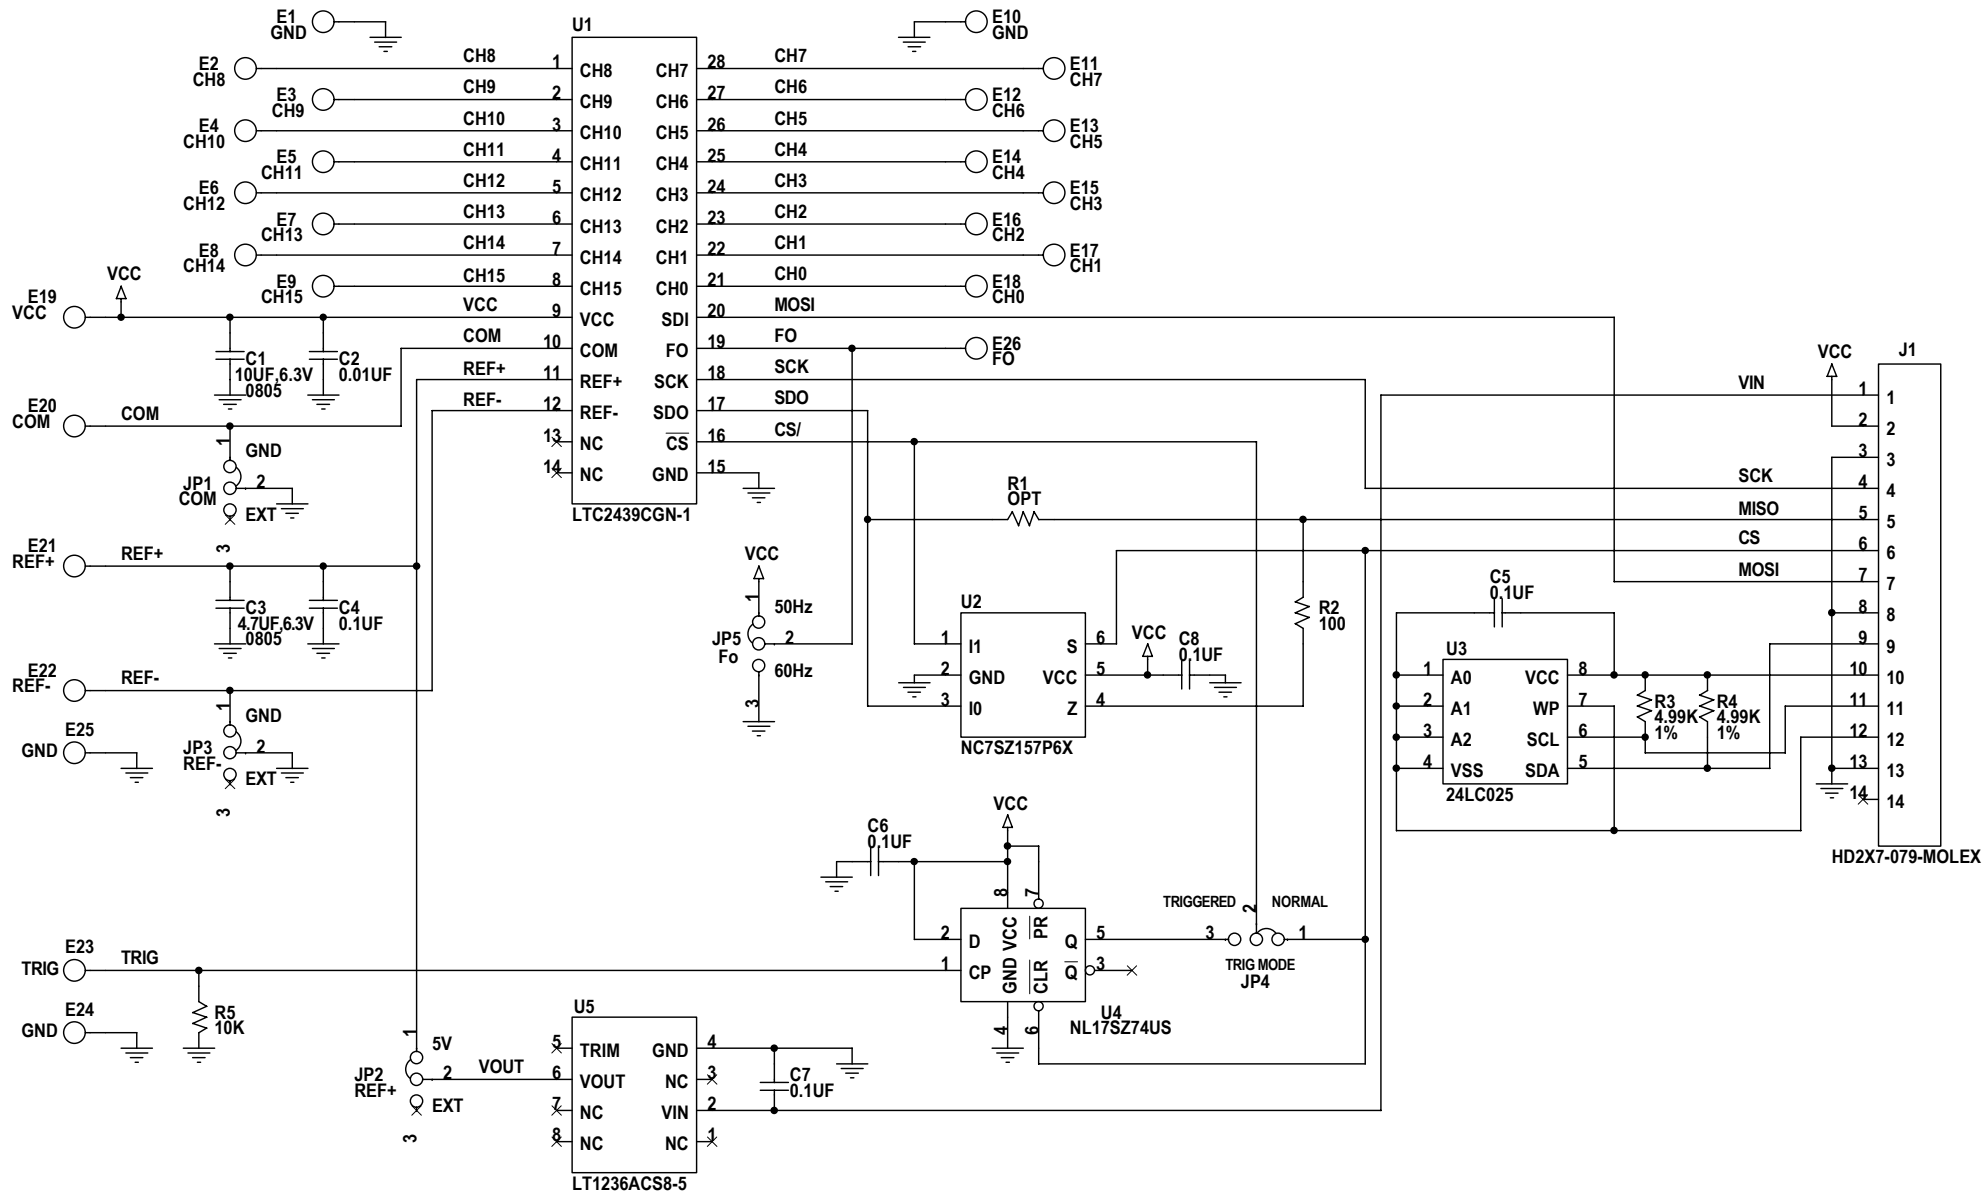 E1
GND
E2
CH8
E3
CH9
E4
CH10
E5
CH11
E6
CH12
E7
CH13
E8
CH14
E9
CH15
CH8
CH9
CH10
CH11
CH12
CH13
CH14
CH15
VCC
COM
REF+
REF-
U1
1 CH8 CH7 28
2 CH9 CH6 27
3 CH10 CH5 26
4 CH11 CH4 25
5 CH12 CH3 24
6 CH13 CH2 23
7 CH14 CH1 22
8 CH15 CH0 21
9 VCC SDI 20
10 COM FO 19
11 REF+ SCK 18
12 REF- SDO 17
13 NC CS 16
14 NC GND 15
LTC2439CGN-1
CH7
CH6
CH5
CH4
CH3
CH2
CH1
CH0
MOSI
FO
SCK
SDO
CS/
E10
GND
E11
CH7
E12
CH6
E13
CH5
E14
CH4
E15
CH3
E16
CH2
E17
CH1
E18
CH0
E26
FO
E19
VCC
VCC
C1
10UF,6.3V
0805
C2
0.01UF
E20
COM
COM
1
GND
JP1
COM
2
EXT
3
E21
REF+
REF+
C3
4.7UF,6.3V
0805
C4
0.1UF
E22
REF-
REF-
1
GND
JP3
REF-
2
EXT
3
E25
GND
VCC
1
50Hz
JP5
Fo
2
60Hz
3
R1
OPT
U2
1 I1 S 6
2 GND VCC 5
3 I0 Z 4
NC7SZ157P6X
VCC
C8
0.1UF
R2
100
VIN
SCK
MISO
CS
MOSI
VCC
J1
1 1
2 2
3 3
4 4
5 5
6 6
7 7
8 8
9 9
10 10
11 11
12 12
13 13
14 14
HD2X7-079-MOLEX
C5
0.1UF
U3
1 A0 VCC 8
2 A1 WP 7
3 A2 SCL 6
4 VSS SDA 5
24LC025
R3
4.99K
1%
R4
4.99K
1%
VCC
C6
0.1UF
8 7
VCC PR
2 D Q 5
1 CP Q 3
GND CLR
4 6
U4
NL17SZ74US
TRIGGERED
2
NORMAL
3
1
TRIG MODE
JP4
E23
TRIG
TRIG
R5
10K
E24
GND
1
5V
JP2
REF+
2
VOUT
EXT
3
U5
5 TRIM GND 4
6 VOUT NC 3
7 NC VIN 2
8 NC NC 1
LT1236ACS8-5
C7
0.1UF